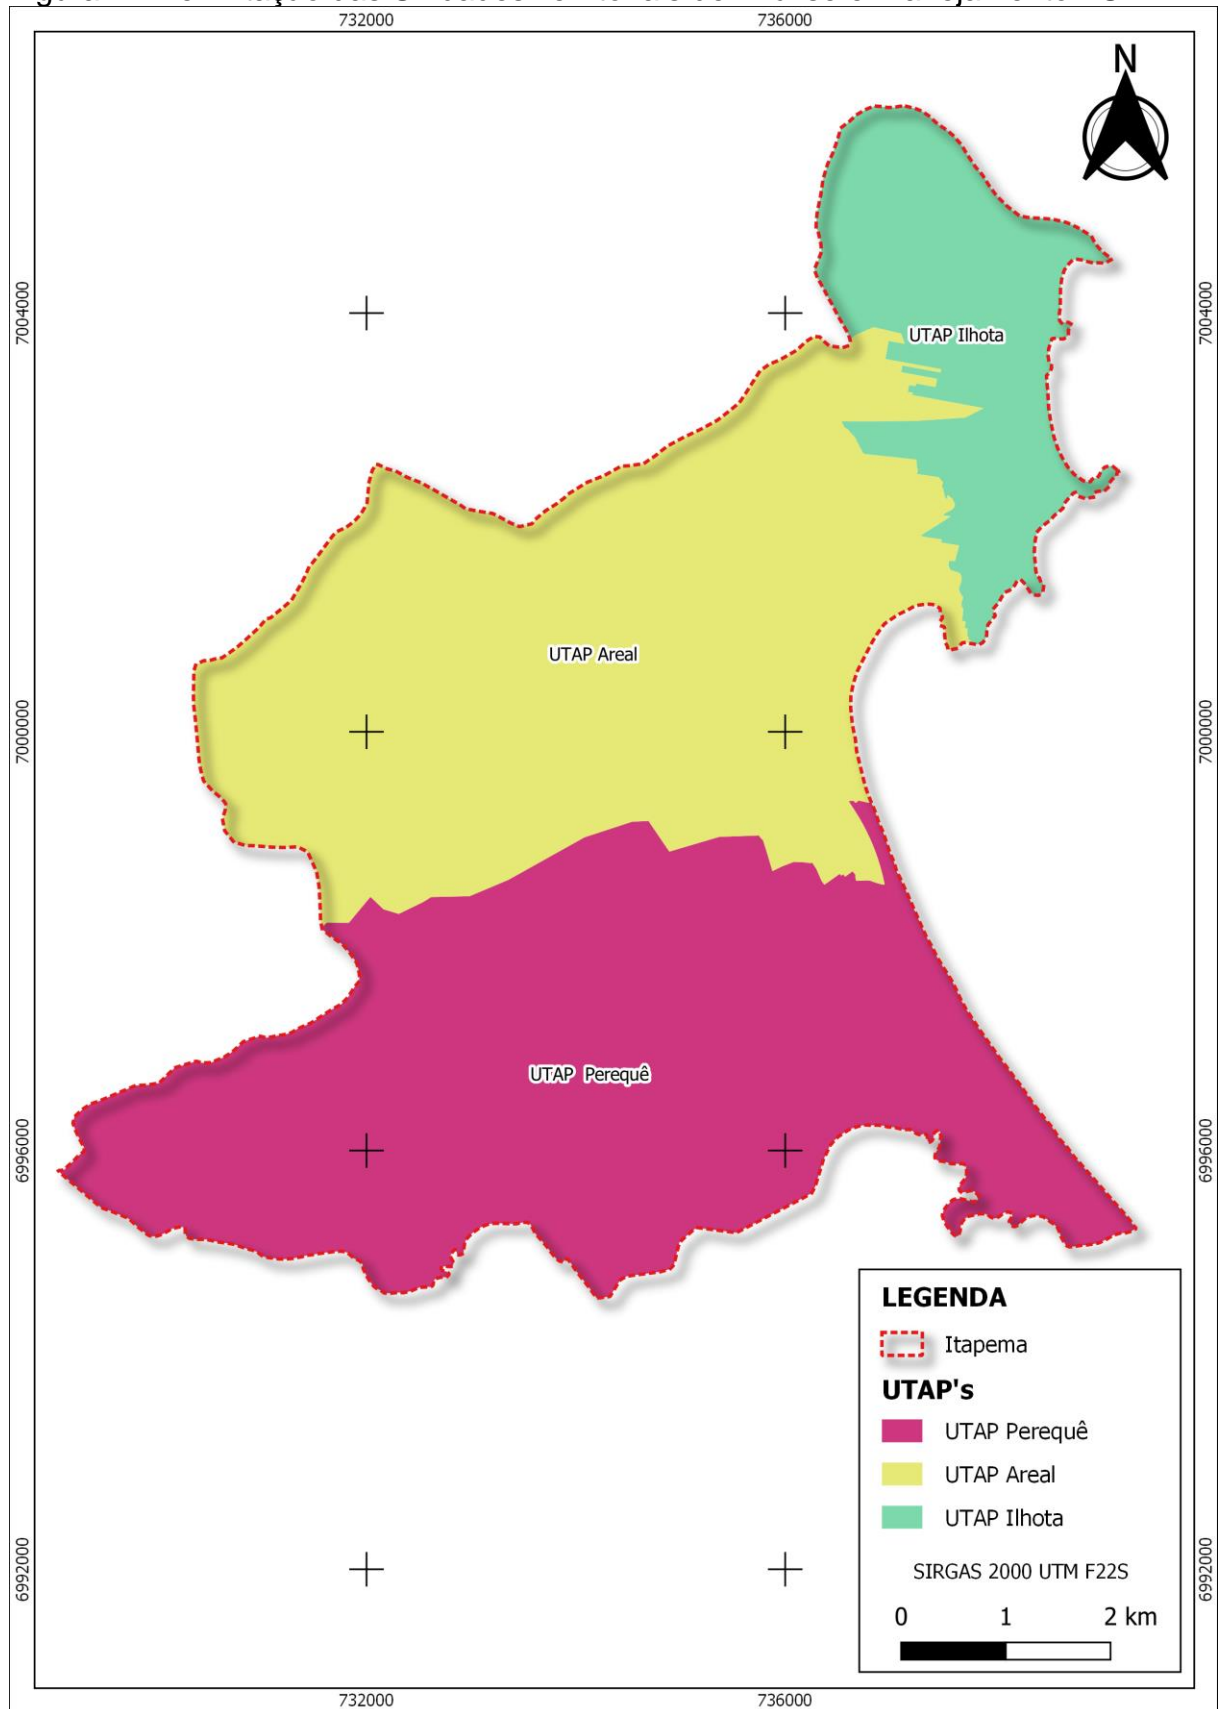 732000
736000
N
7004000
7004000
UTAP Ilhota
UTAP Areal
7000000
7000000
UTAP Perequê
6996000
6996000
LEGENDA
Itapema
UTAP's
UTAP Perequê
UTAP Areal
UTAP Ilhota
SIRGAS 2000 UTM F22S
0 1 2 km
6992000
6992000
732000
736000